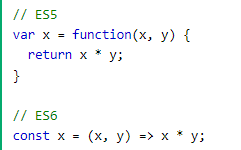 // ES5
var x = function(x, y) {
  return x * y;
}

// ES6
const x = (x, y) => x * y;